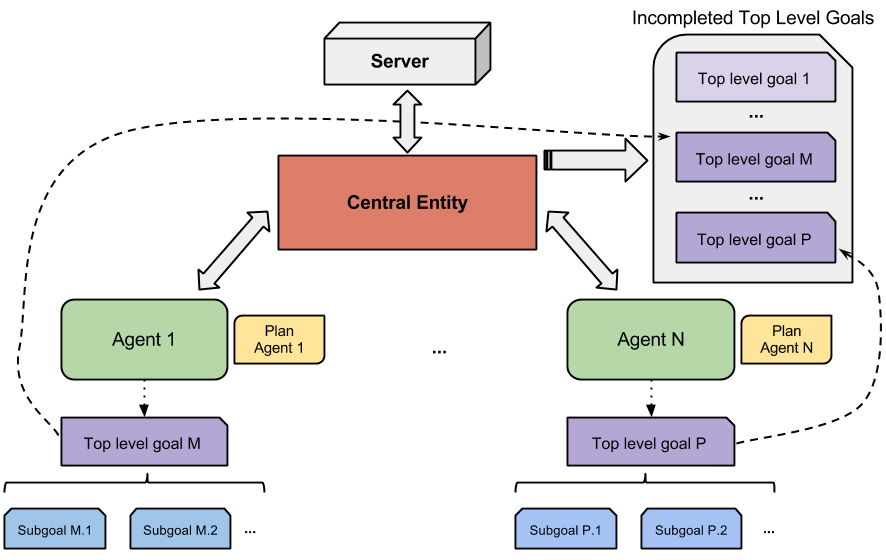 Incompleted Top Level Goals
Server
Top level goal 1
...
Top level goal M
...
Top level goal P
Central Entity
Agent 1
Plan
Agent 1
...
Agent N
Plan
Agent N
Top level goal M
Top level goal P
Subgoal M.1
Subgoal M.2
...
Subgoal P.1
Subgoal P.2
...